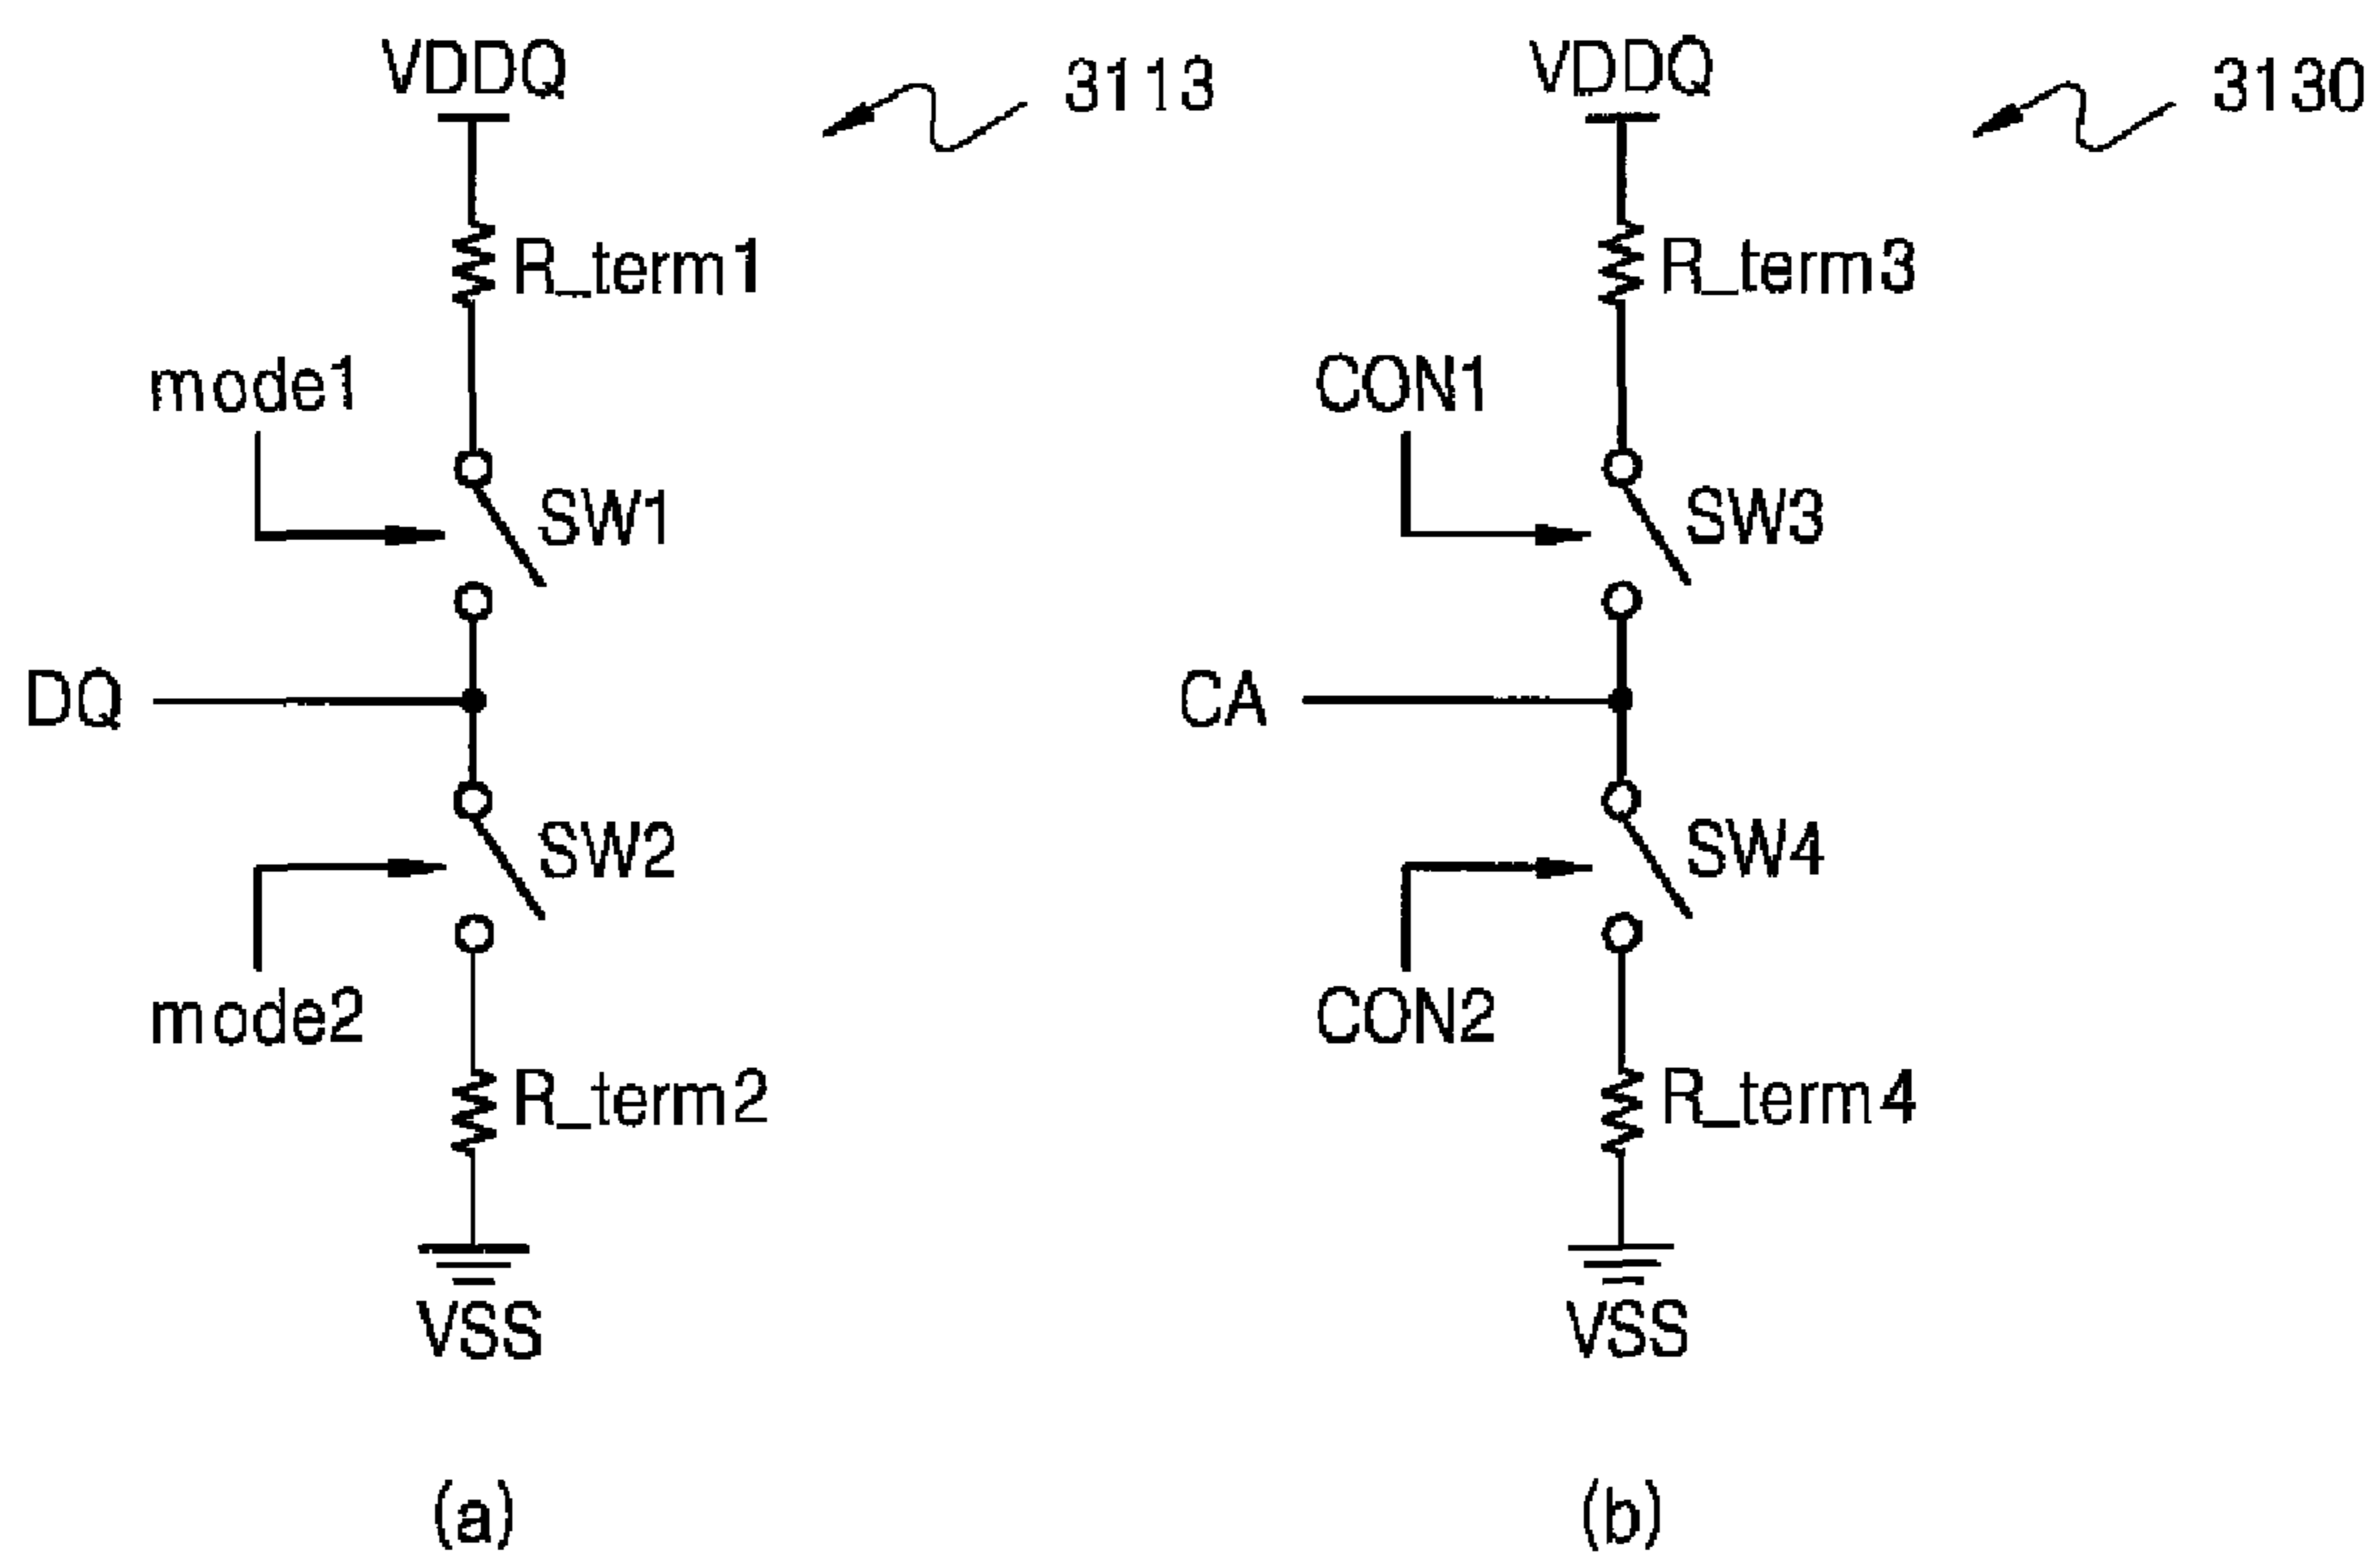 VDDQ
3113
R_term1
mode1
SW1
DQ
SW2
mode2
R_term2
VSS
(a)
VDDQ
3130
R_term3
CON1
SW3
CA
SW4
CON2
R_term4
VSS
(b)